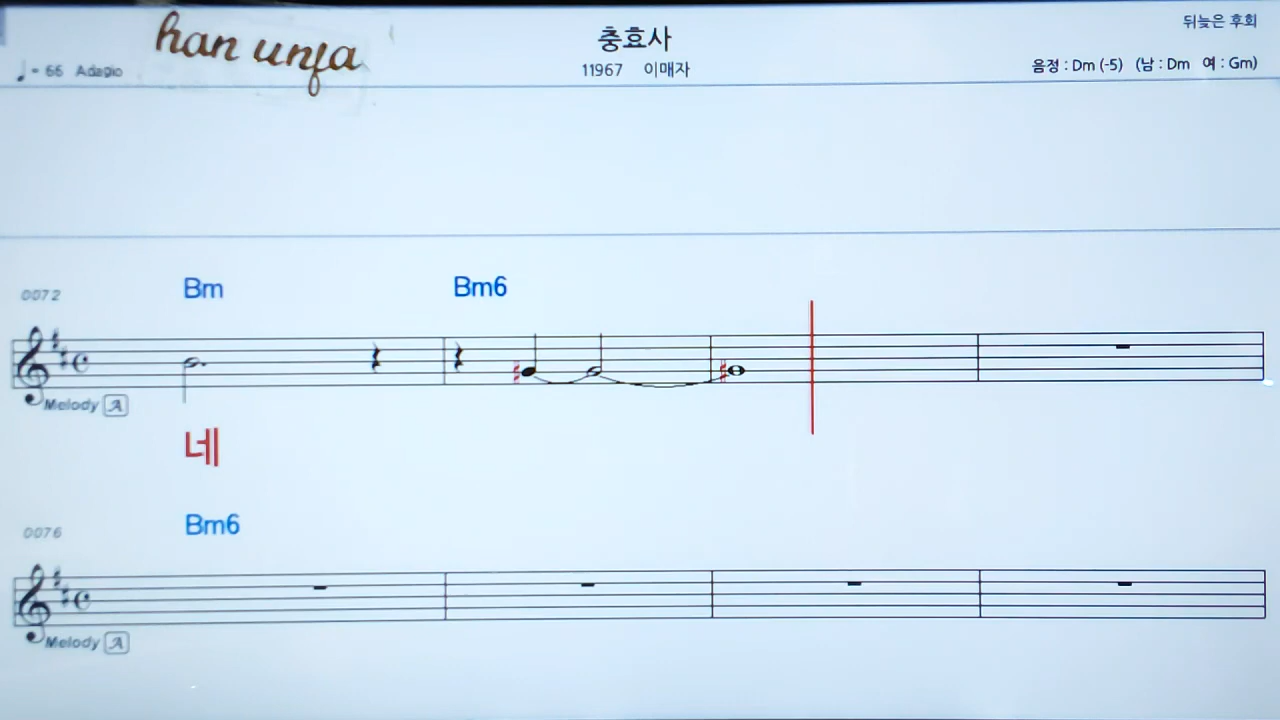 han unja
충효사
뒤늦은 후회
♩= 66 Adagio
11967 이매자
음정 : Dm (-5) (남 : Dm 여 : Gm)
0072
Bm Bm6
Melody A
네
0076
Bm6
Melody A